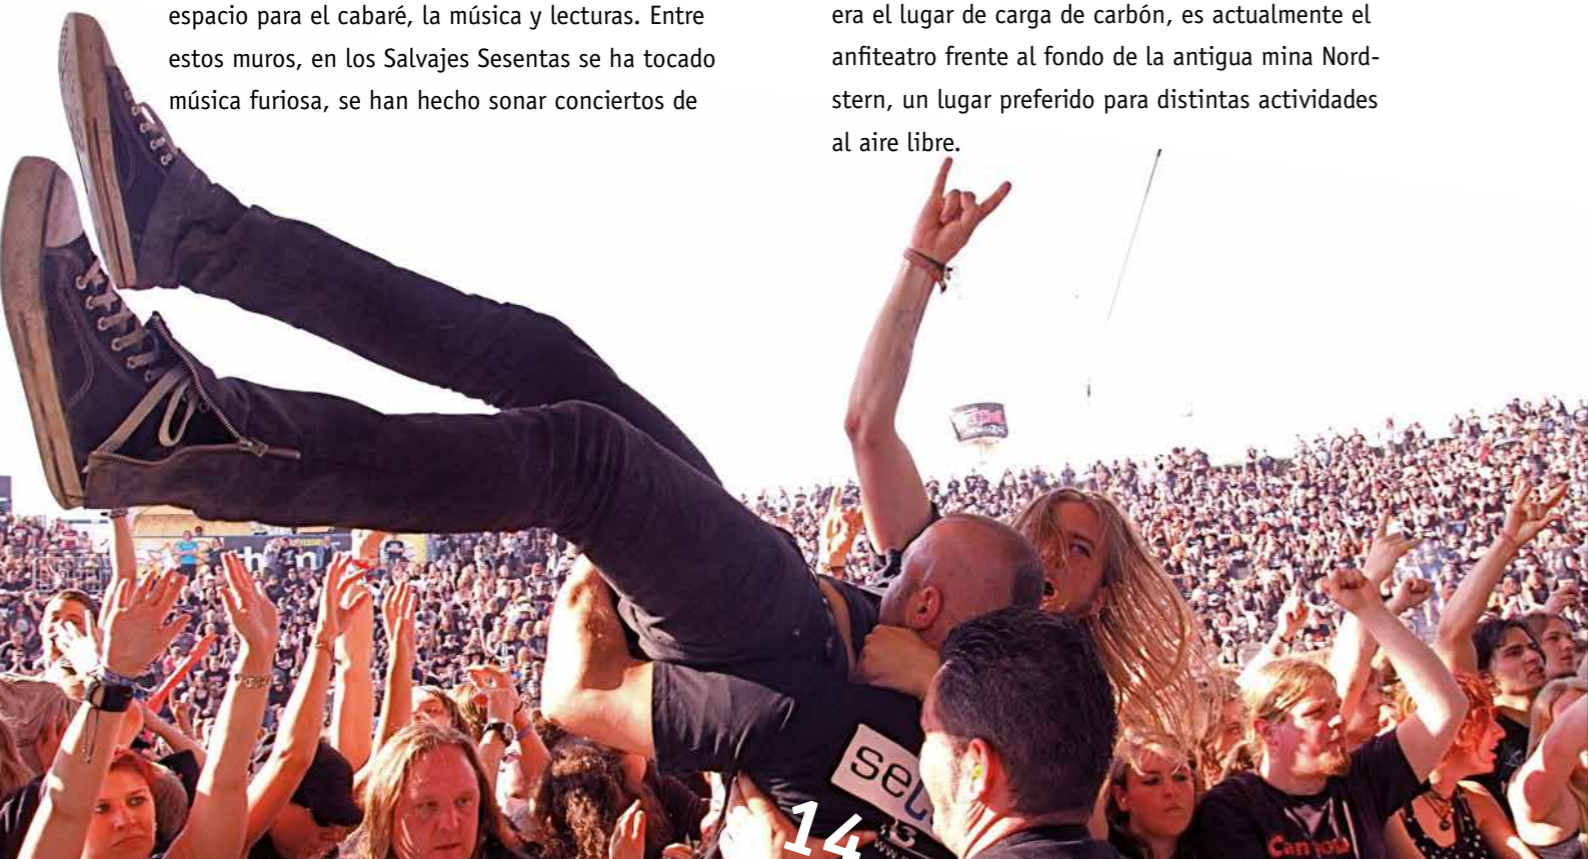 espacio para el cabaré, la música y lecturas. Entre
estos muros, en los Salvajes Sesentas se ha tocado
música furiosa, se han hecho sonar conciertos de
era el lugar de carga de carbón, es actualmente el
anfiteatro frente al fondo de la antigua mina Nord-
stern, un lugar preferido para distintas actividades
al aire libre.
14